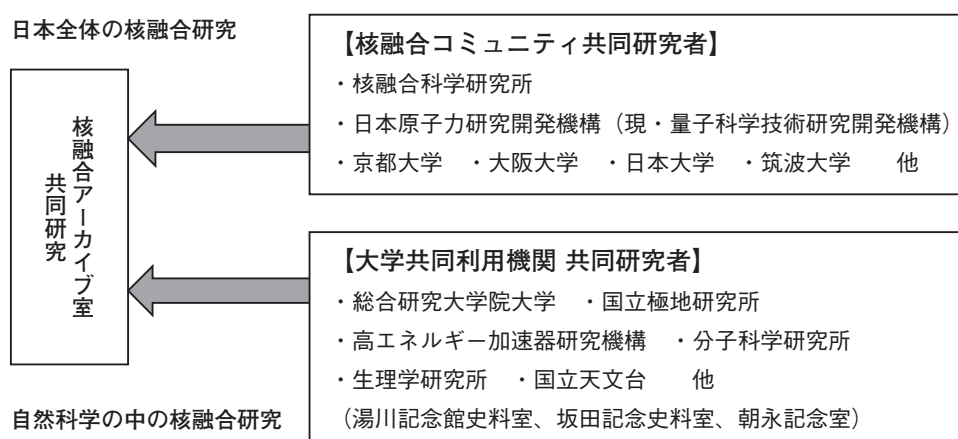 日本全体の核融合研究
核融合アーカイブ室
共同研究
【核融合コミュニティ共同研究者】
・核融合科学研究所
・日本原子力研究開発機構（現・量子科学技術研究開発機構）
・京都大学　・大阪大学　・日本大学　・筑波大学　　他
【大学共同利用機関 共同研究者】
・総合研究大学院大学　・国立極地研究所
・高エネルギー加速器研究機構　・分子科学研究所
・生理学研究所　・国立天文台　　他
（湯川記念館史料室、坂田記念史料室、朝永記念室）
自然科学の中の核融合研究